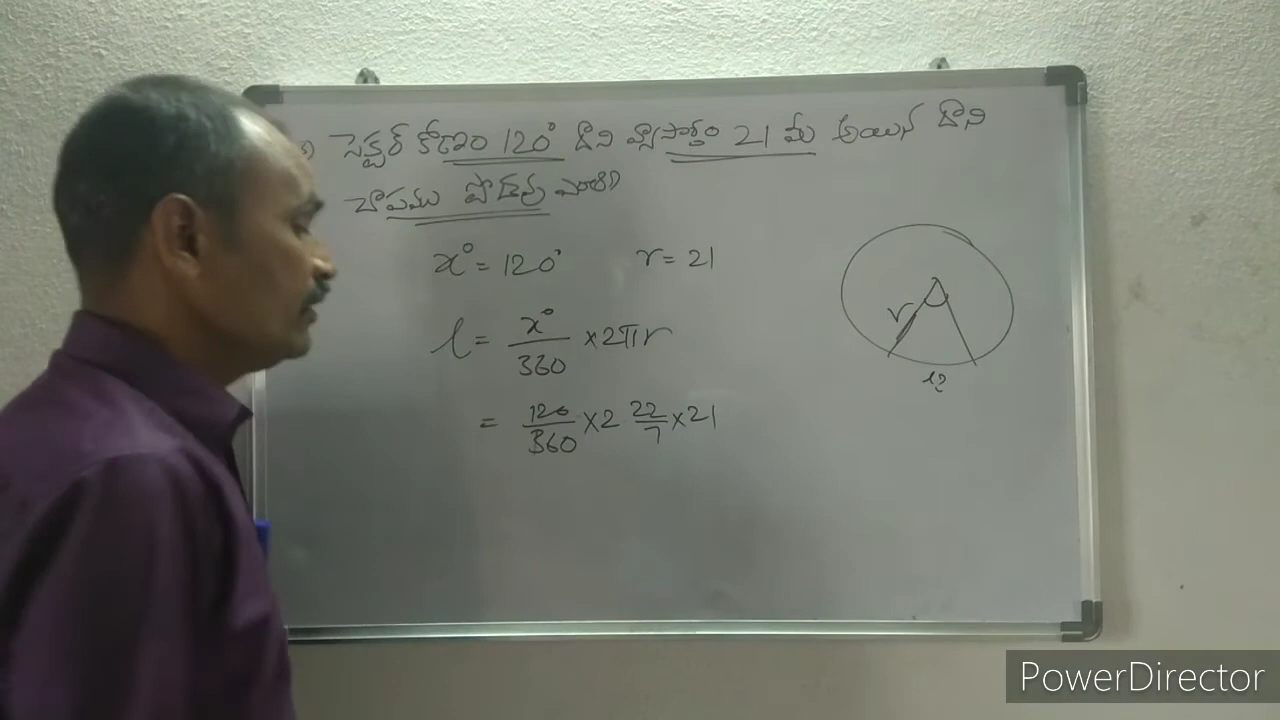 సెక్టర్ కోణం 120° దాని వ్యాసార్థం 21 మీ అయిన దాని
చాపము పొడవు ఎంత?
x° = 120° r = 21
l = x°/360 × 2πr
= 120/360 × 2 22/7 × 21
r
l?
PowerDirector